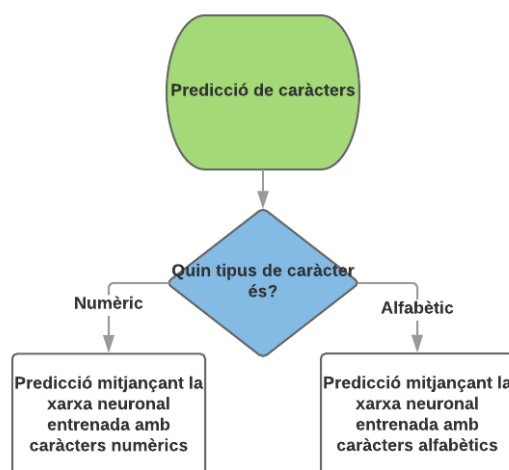 Predicció de caràcters
Quin tipus de caràcter
és?
Numèric
Alfabètic
Predicció mitjançant la
xarxa neuronal
entrenada amb
caràcters numèrics
Predicció mitjançant la
xarxa neuronal
entrenada amb
caràcters alfabètics